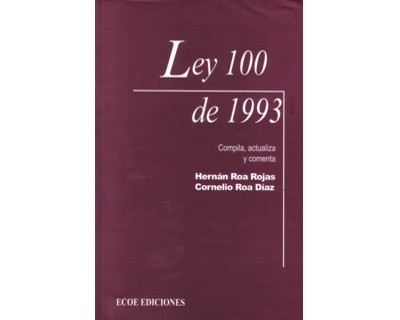 Ley 100
de 1993
Compila, actualiza
y comenta
Hernán Roa Rojas
Cornelio Roa Díaz
ECOE EDICIONES